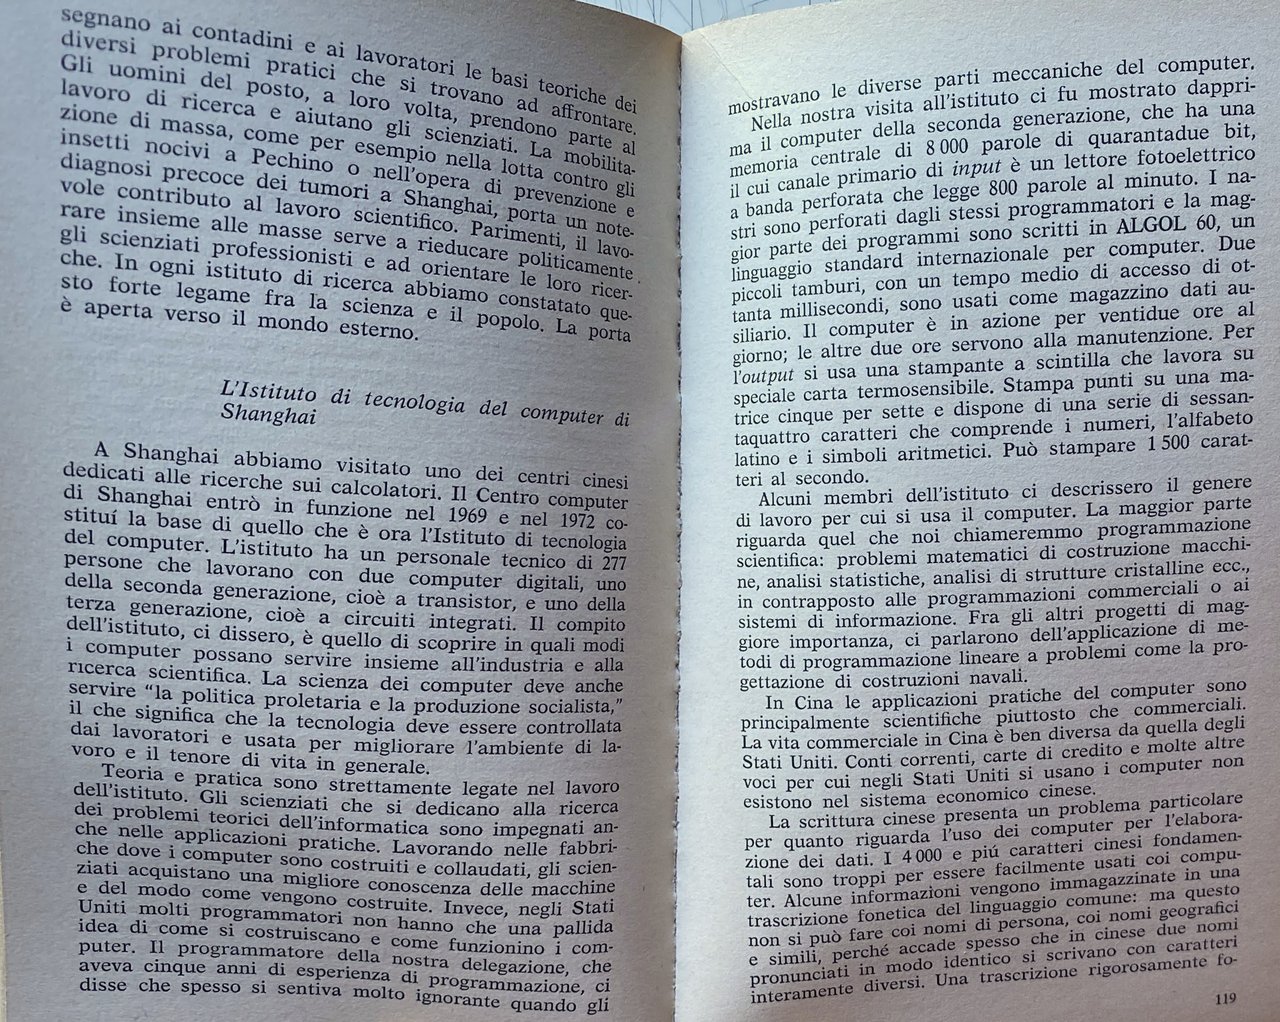 segnano ai contadini e ai lavoratori le basi teoriche dei
diversi problemi pratici che si trovano ad affrontare.
Gli uomini del posto, a loro volta, prendono parte al
lavoro di ricerca e aiutano gli scienziati. La mobilita-
zione di massa, come per esempio nella lotta contro gli
insetti nocivi a Pechino o nell'opera di prevenzione e
diagnosi precoce dei tumori a Shanghai, porta un note-
vole contributo al lavoro scientifico. Parimenti, il lavo-
rare insieme alle masse serve a rieducare politicamente
gli scienziati professionisti e ad orientare le loro ricer-
che. In ogni istituto di ricerca abbiamo constatato que-
sto forte legame fra la scienza e il popolo. La porta
è aperta verso il mondo esterno.
L'Istituto di tecnologia del computer di
Shanghai
A Shanghai abbiamo visitato uno dei centri cinesi
dedicati alle ricerche sui calcolatori. Il Centro computer
di Shanghai entrò in funzione nel 1969 e nel 1972 co-
stituí la base di quello che è ora l'Istituto di tecnologia
del computer. L'istituto ha un personale tecnico di 277
persone che lavorano con due computer digitali, uno
della seconda generazione, cioè a transistor, e uno della
terza generazione, cioè a circuiti integrati. Il compito
dell'istituto, ci dissero, è quello di scoprire in quali modi
i computer possano servire insieme all'industria e alla
ricerca scientifica. La scienza dei computer deve anche
servire "la politica proletaria e la produzione socialista,"
il che significa che la tecnologia deve essere controllata
dai lavoratori e usata per migliorare l'ambiente di la-
voro e il tenore di vita in generale.
Teoria e pratica sono strettamente legate nel lavoro
dell'istituto. Gli scienziati che si dedicano alla ricerca
dei problemi teorici dell'informatica sono impegnati an-
che nelle applicazioni pratiche. Lavorando nelle fabbri-
che dove i computer sono costruiti e collaudati, gli scien-
ziati acquistano una migliore conoscenza delle macchine
e del modo come vengono costruite. Invece, negli Stati
Uniti molti programmatori non hanno che una pallida
idea di come si costruiscano e come funzionino i com-
puter. Il programmatore della nostra delegazione, che
aveva cinque anni di esperienza di programmazione, ci
disse che spesso si sentiva molto ignorante quando gli
mostravano le diverse parti meccaniche del computer.
Nella nostra visita all'istituto ci fu mostrato dappri-
ma il computer della seconda generazione, che ha una
memoria centrale di 8 000 parole di quarantadue bit,
il cui canale primario di input è un lettore fotoelettrico
a banda perforata che legge 800 parole al minuto. I na-
stri sono perforati dagli stessi programmatori e la mag-
gior parte dei programmi sono scritti in ALGOL 60, un
linguaggio standard internazionale per computer. Due
piccoli tamburi, con un tempo medio di accesso di ot-
tanta millisecondi, sono usati come magazzino dati au-
siliario. Il computer è in azione per ventidue ore al
giorno; le altre due ore servono alla manutenzione. Per
l'output si usa una stampante a scintilla che lavora su
speciale carta termosensibile. Stampa punti su una ma-
trice cinque per sette e dispone di una serie di sessan-
taquattro caratteri che comprende i numeri, l'alfabeto
latino e i simboli aritmetici. Può stampare 1 500 carat-
teri al secondo.
Alcuni membri dell'istituto ci descrissero il genere
di lavoro per cui si usa il computer. La maggior parte
riguarda quel che noi chiameremmo programmazione
scientifica: problemi matematici di costruzione macchi-
ne, analisi statistiche, analisi di strutture cristalline ecc.,
in contrapposto alle programmazioni commerciali o ai
sistemi di informazione. Fra gli altri progetti di mag-
giore importanza, ci parlarono dell'applicazione di me-
todi di programmazione lineare a problemi come la pro-
gettazione di costruzioni navali.
In Cina le applicazioni pratiche del computer sono
principalmente scientifiche piuttosto che commerciali.
La vita commerciale in Cina è ben diversa da quella degli
Stati Uniti. Conti correnti, carte di credito e molte altre
voci per cui negli Stati Uniti si usano i computer non
esistono nel sistema economico cinese.
La scrittura cinese presenta un problema particolare
per quanto riguarda l'uso dei computer per l'elabora-
zione dei dati. I 4 000 e piú caratteri cinesi fondamen-
tali sono troppi per essere facilmente usati coi compu-
ter. Alcune informazioni vengono immagazzinate in una
trascrizione fonetica del linguaggio comune: ma questo
non si può fare coi nomi di persona, coi nomi geografici
e simili, perché accade spesso che in cinese due nomi
pronunciati in modo identico si scrivano con caratteri
interamente diversi. Una trascrizione rigorosamente fo-
119